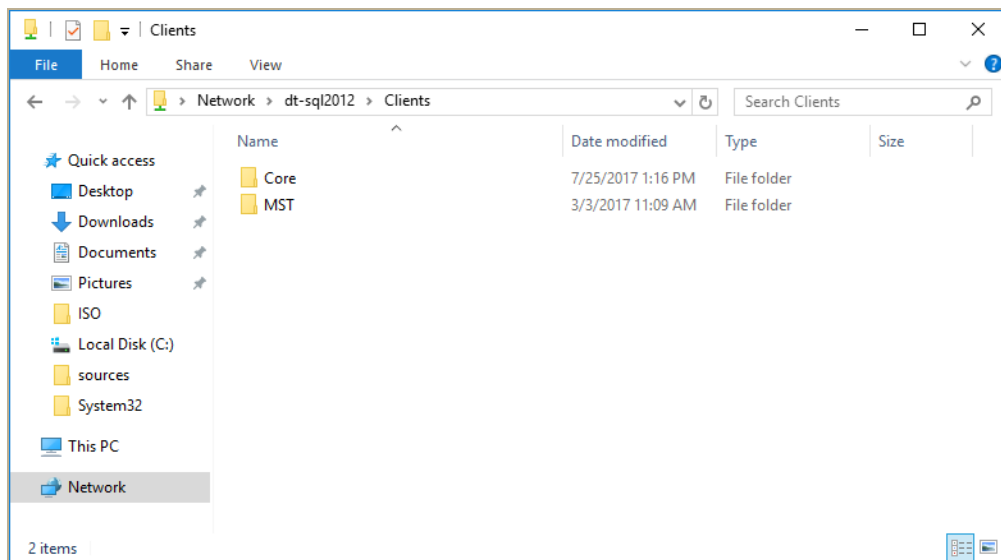 Clients
File Home Share View
Network > dt-sql2012 > Clients
Search Clients
Name Date modified Type Size
Quick access
Desktop
Downloads
Documents
Pictures
ISO
Local Disk (C:)
sources
System32
This PC
Network
Core 7/25/2017 1:16 PM File folder
MST 3/3/2017 11:09 AM File folder
2 items